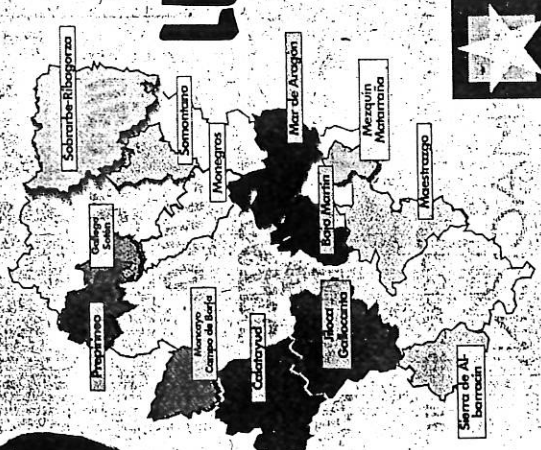 Sobrarbe-Ribagorza
Somontano
Monegros
Mar de Aragón
Mezquín
Matarraña
Maestrazgo
Bajo Martín
Gallego
Sotón
Prepirineo
Moncayo
Campo de Borja
Calatayud
Jiloca
Gallocanta
Sierra de Al-
barracín